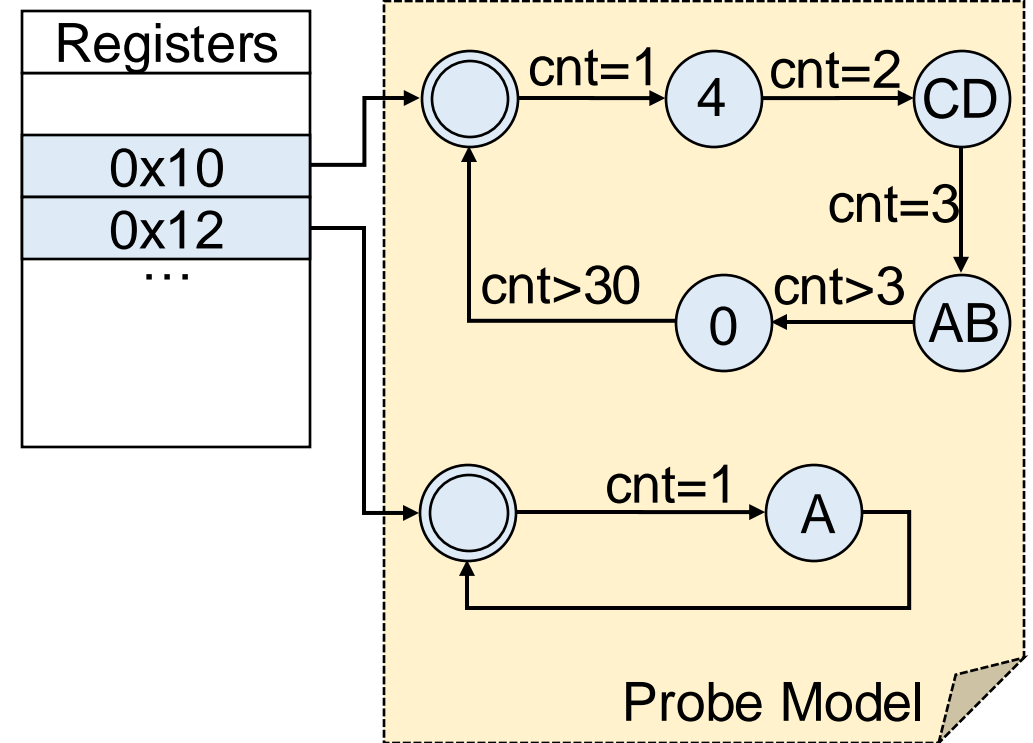 Registers
0x10
0x12
...
cnt=1
4
cnt=2
CD
cnt=3
cnt>30
0
cnt>3
AB
cnt=1
A
Probe Model